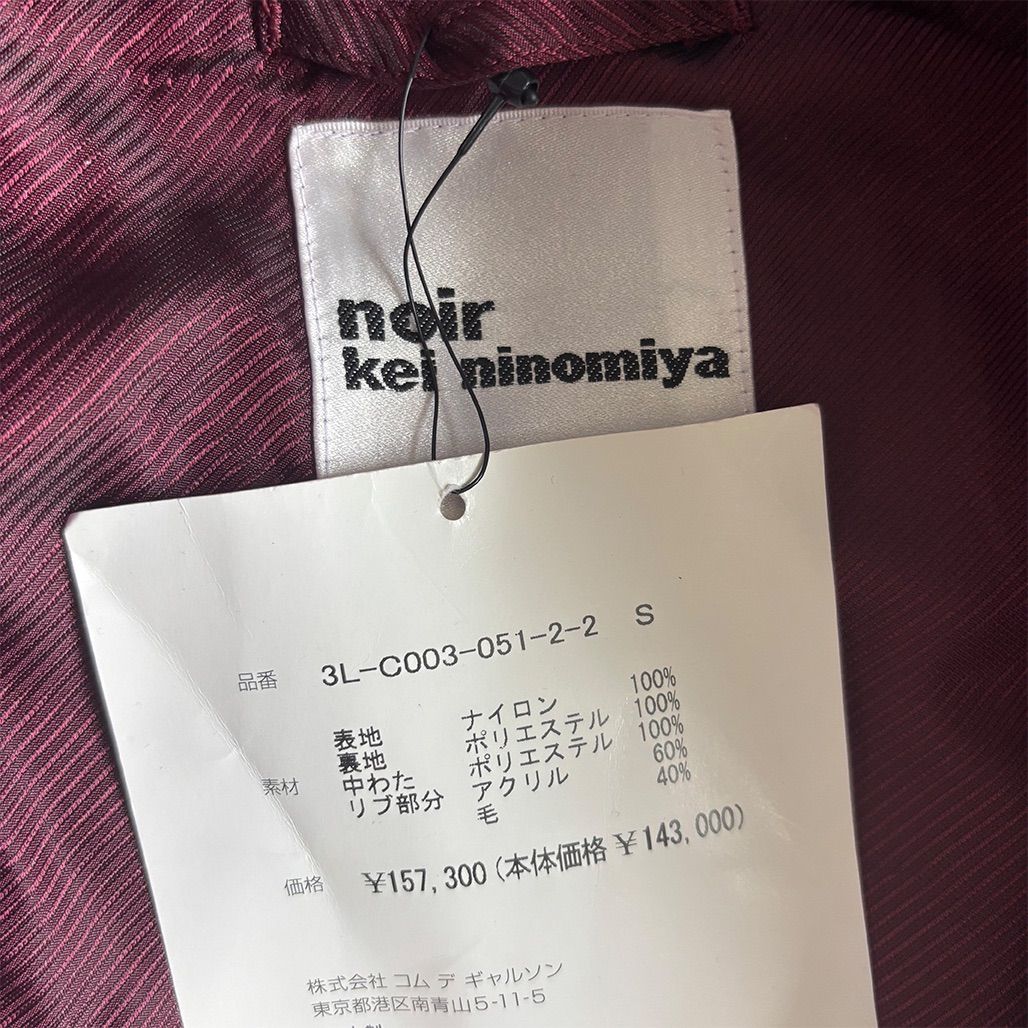 noir
kei ninomiya
品番 3L-C003-051-2-2 S
表地 ナイロン 100%
裏地 ポリエステル 100%
素材 中わた ポリエステル 100%
リブ部分 アクリル 60%
毛 40%
価格 ¥157,300(本体価格 ¥143,000)
株式会社 コム デ ギャルソン
東京都港区南青山5-11-5